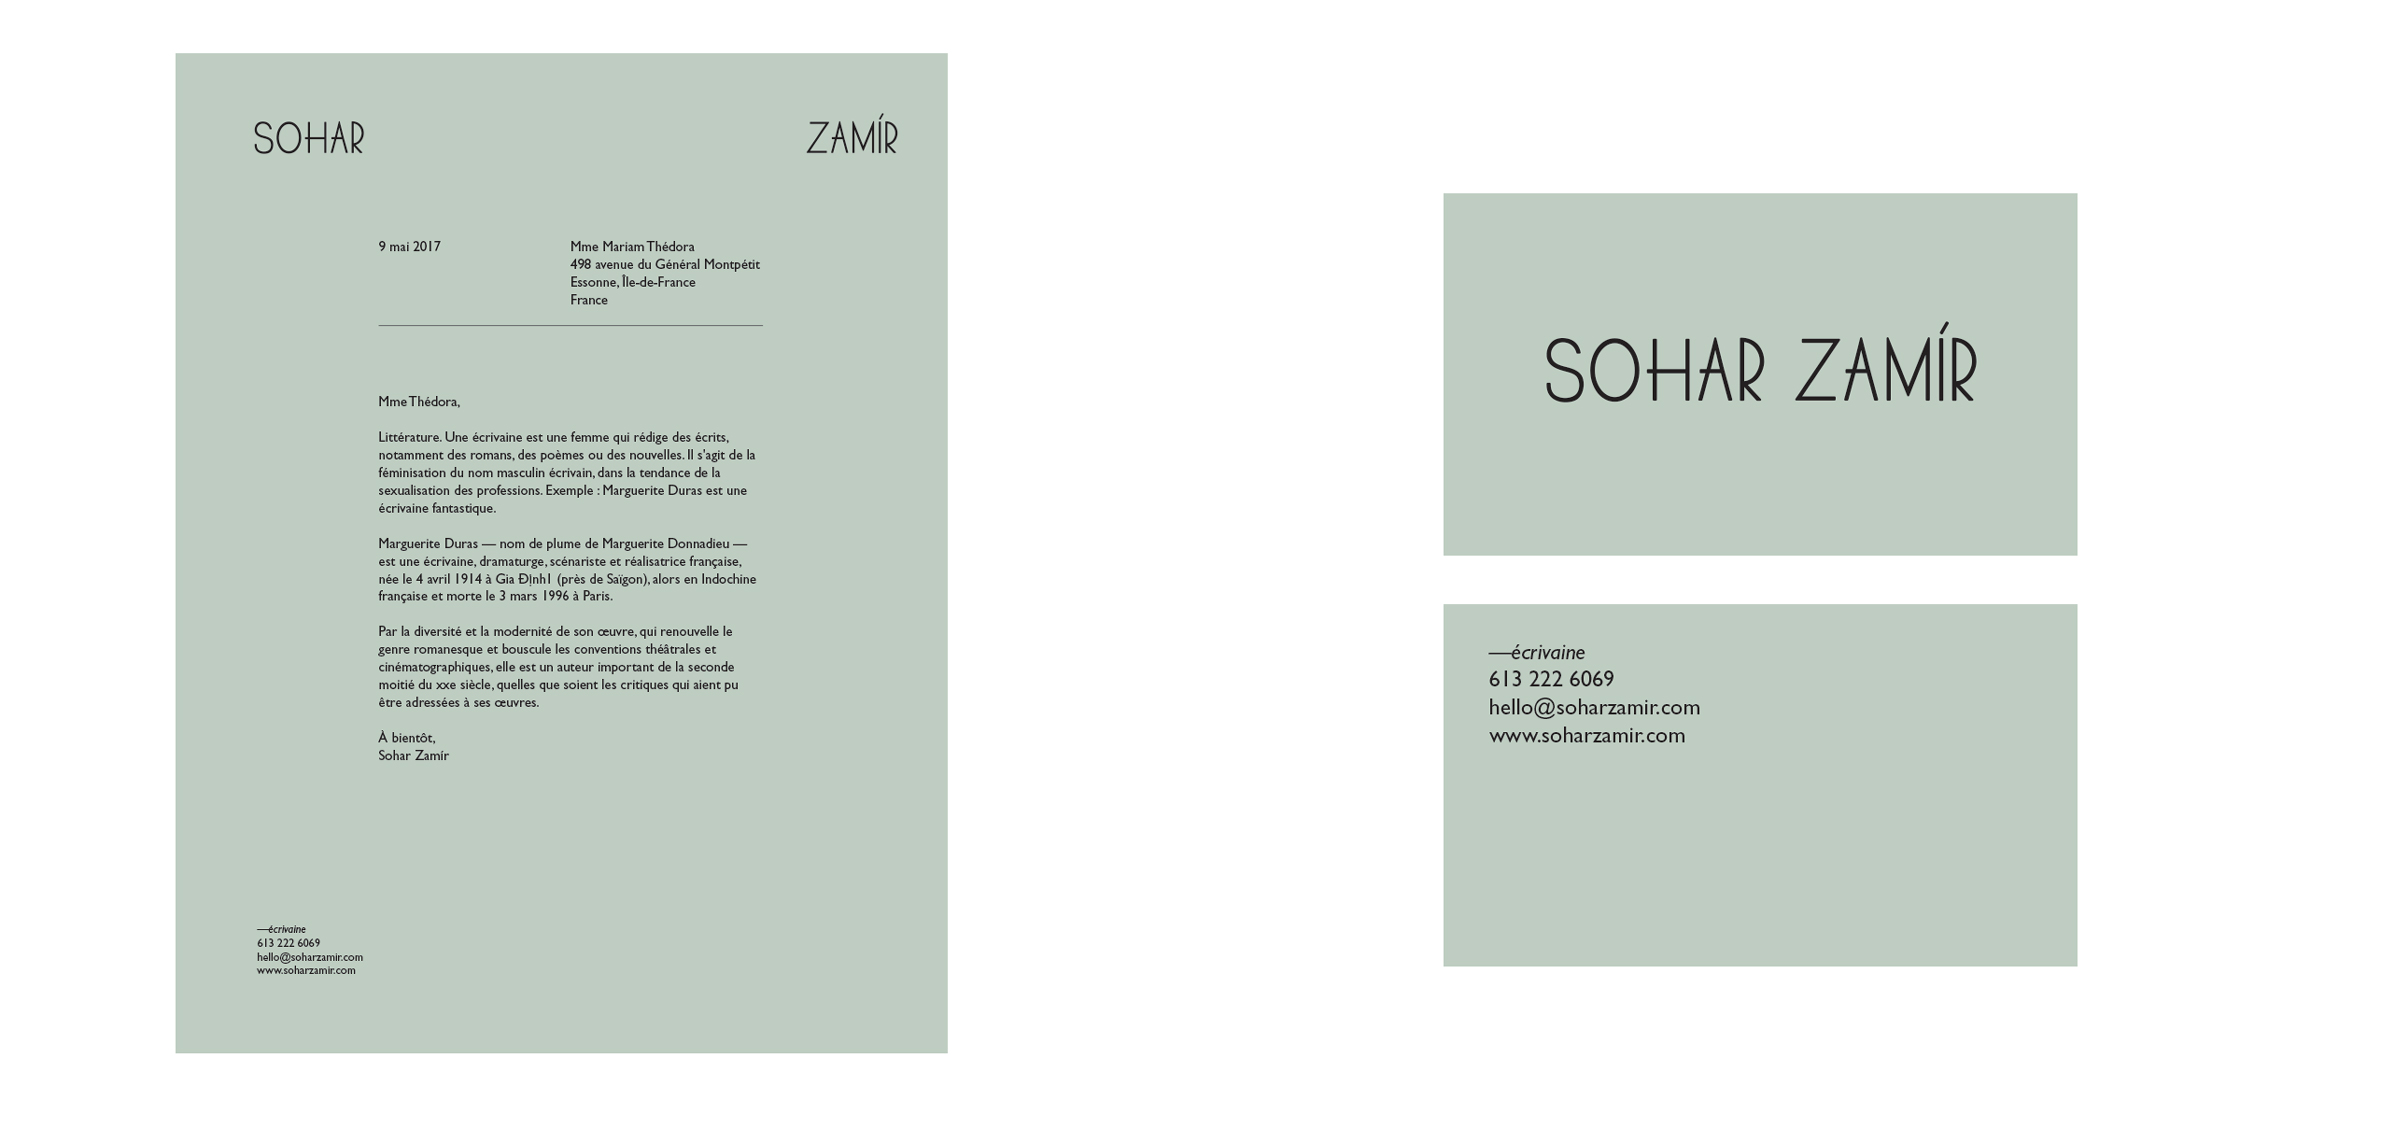 SOHAR ZAMÍR
9 mai 2017
Mme Mariam Thédora
498 avenue du Général Montpétit
Essonne, Île-de-France
France
Mme Thédora,
Littérature. Une écrivaine est une femme qui rédige des écrits,
notamment des romans, des poèmes ou des nouvelles. Il s'agit de la
féminisation du nom masculin écrivain, dans la tendance de la
sexualisation des professions. Exemple : Marguerite Duras est une
écrivaine fantastique.
Marguerite Duras — nom de plume de Marguerite Donnadieu —
est une écrivaine, dramaturge, scénariste et réalisatrice française,
née le 4 avril 1914 à Gia Định1 (près de Saïgon), alors en Indochine
française et morte le 3 mars 1996 à Paris.
Par la diversité et la modernité de son œuvre, qui renouvelle le
genre romanesque et bouscule les conventions théâtrales et
cinématographiques, elle est un auteur important de la seconde
moitié du xxe siècle, quelles que soient les critiques qui aient pu
être adressées à ses œuvres.
À bientôt,
Sohar Zamír
—écrivaine
613 222 6069
hello@soharzamir.com
www.soharzamir.com
SOHAR ZAMÍR
—écrivaine
613 222 6069
hello@soharzamir.com
www.soharzamir.com